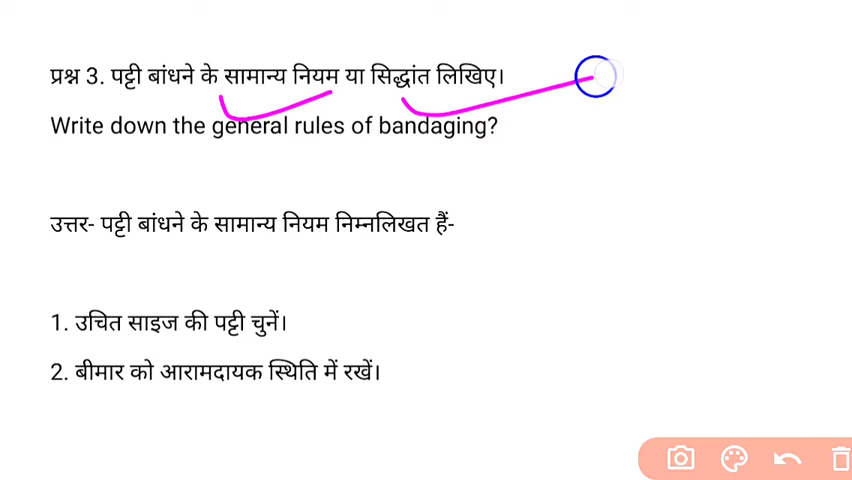 प्रश्न 3. पट्टी बांधने के सामान्य नियम या सिद्धांत लिखिए।
Write down the general rules of bandaging?
उत्तर- पट्टी बांधने के सामान्य नियम निम्नलिखत हैं-
1. उचित साइज की पट्टी चुनें।
2. बीमार को आरामदायक स्थिति में रखें।